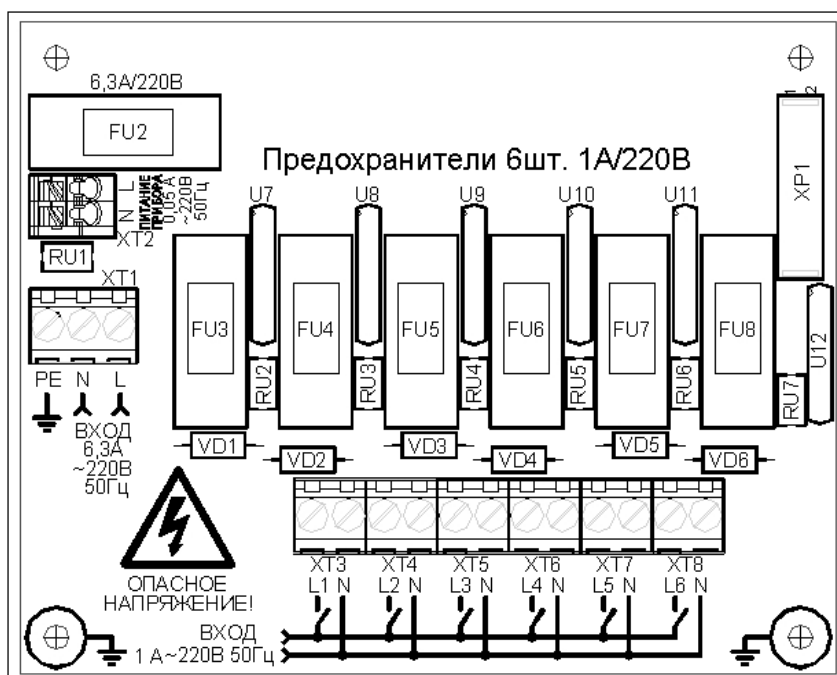 6,3А/220В
FU2
Предохранители 6шт. 1А/220В
1
2
XP1
L
N
ПИТАНИЕ
ПРИБОРА
0,05 А
~220В
50Гц
XT2
RU1
XT1
U7
U8
U9
U10
U11
U12
FU3
FU4
FU5
FU6
FU7
FU8
RU2
RU3
RU4
RU5
RU6
RU7
PE N L
ВХОД
6,3А
~220В
50Гц
VD1
VD2
VD3
VD4
VD5
VD6
ОПАСНОЕ
НАПРЯЖЕНИЕ!
XT3
XT4
XT5
XT6
XT7
XT8
L1 N
L2 N
L3 N
L4 N
L5 N
L6 N
ВХОД
1 А~220В 50Гц